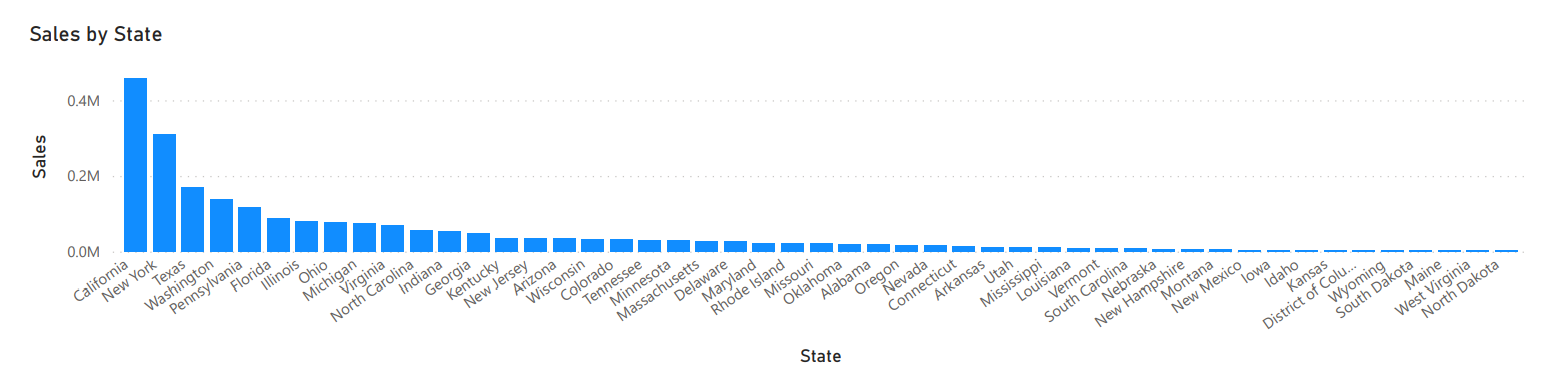 Sales by State
Sales
0.4M
0.2M
0.0M
California
New York
Texas
Washington
Pennsylvania
Florida
Illinois
Ohio
Michigan
Virginia
North Carolina
Indiana
Georgia
Kentucky
New Jersey
Arizona
Wisconsin
Colorado
Tennessee
Minnesota
Massachusetts
Delaware
Maryland
Rhode Island
Missouri
Oklahoma
Alabama
Oregon
Nevada
Connecticut
Arkansas
Utah
Mississippi
Louisiana
Vermont
South Carolina
Nebraska
New Hampshire
Montana
New Mexico
Iowa
Idaho
Kansas
District of Colu...
Wyoming
South Dakota
Maine
West Virginia
North Dakota
State